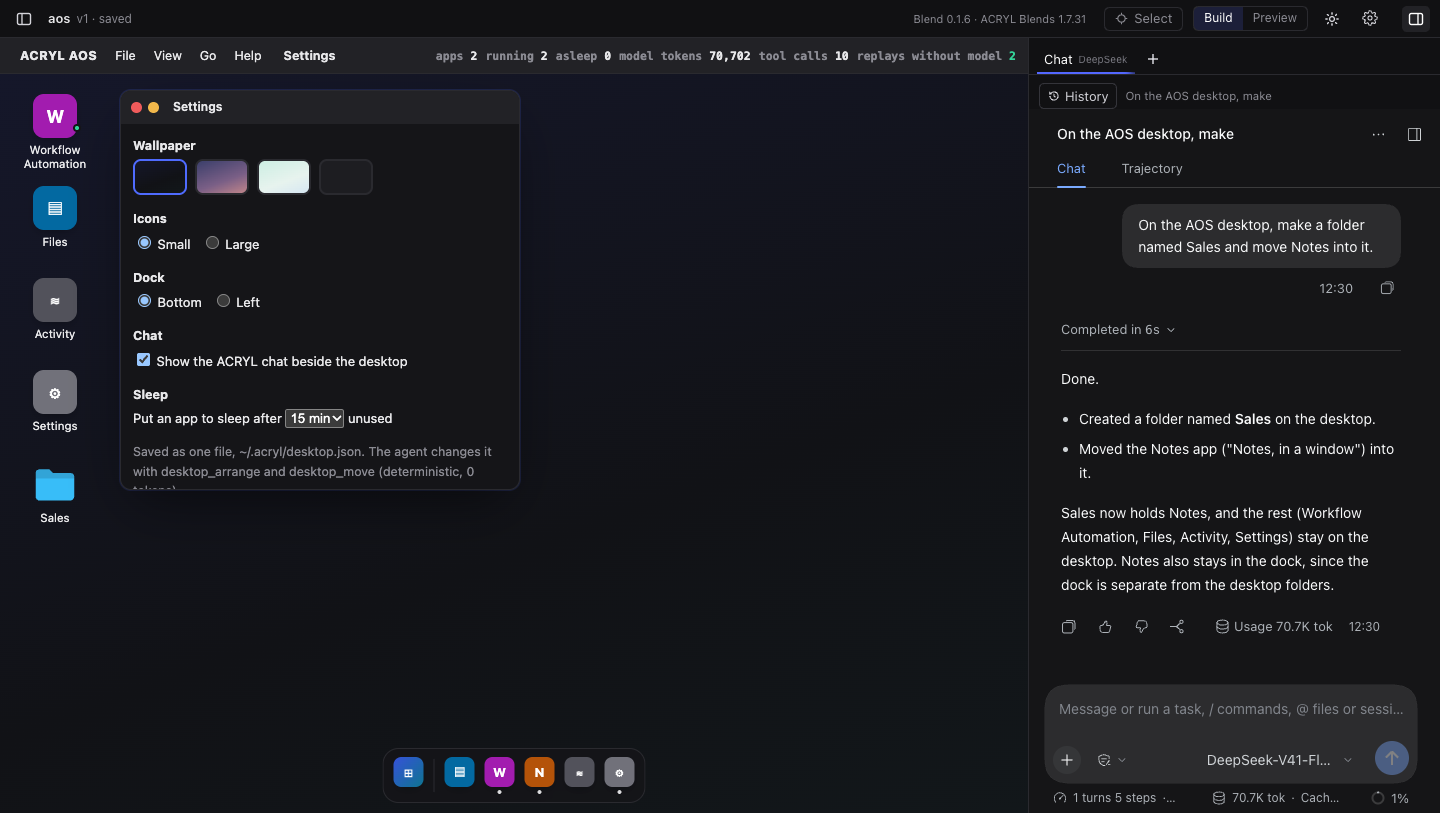 aos v1 · saved
Blend 0.1.6 · ACRYL Blends 1.7.31
Select
Build
Preview
ACRYL AOS File View Go Help Settings
apps 2 running 2 asleep 0 model tokens 70,702 tool calls 10 replays without model 2
W
Workflow
Automation
Files
Activity
Settings
Sales
Settings
Wallpaper
Icons
Small
Large
Dock
Bottom
Left
Chat
Show the ACRYL chat beside the desktop
Sleep
Put an app to sleep after 15 min unused
Saved as one file, ~/.acryl/desktop.json. The agent changes it
with desktop_arrange and desktop_move (deterministic, 0
W
N
Chat DeepSeek
History
On the AOS desktop, make
On the AOS desktop, make
Chat
Trajectory
On the AOS desktop, make a folder
named Sales and move Notes into it.
12:30
Completed in 6s
Done.
• Created a folder named Sales on the desktop.
• Moved the Notes app ("Notes, in a window") into
it.
Sales now holds Notes, and the rest (Workflow
Automation, Files, Activity, Settings) stay on the
desktop. Notes also stays in the dock, since the
dock is separate from the desktop folders.
Usage 70.7K tok
12:30
Message or run a task, / commands, @ files or sessi...
DeepSeek-V41-Fl...
1 turns 5 steps ·...
70.7K tok · Cach...
1%